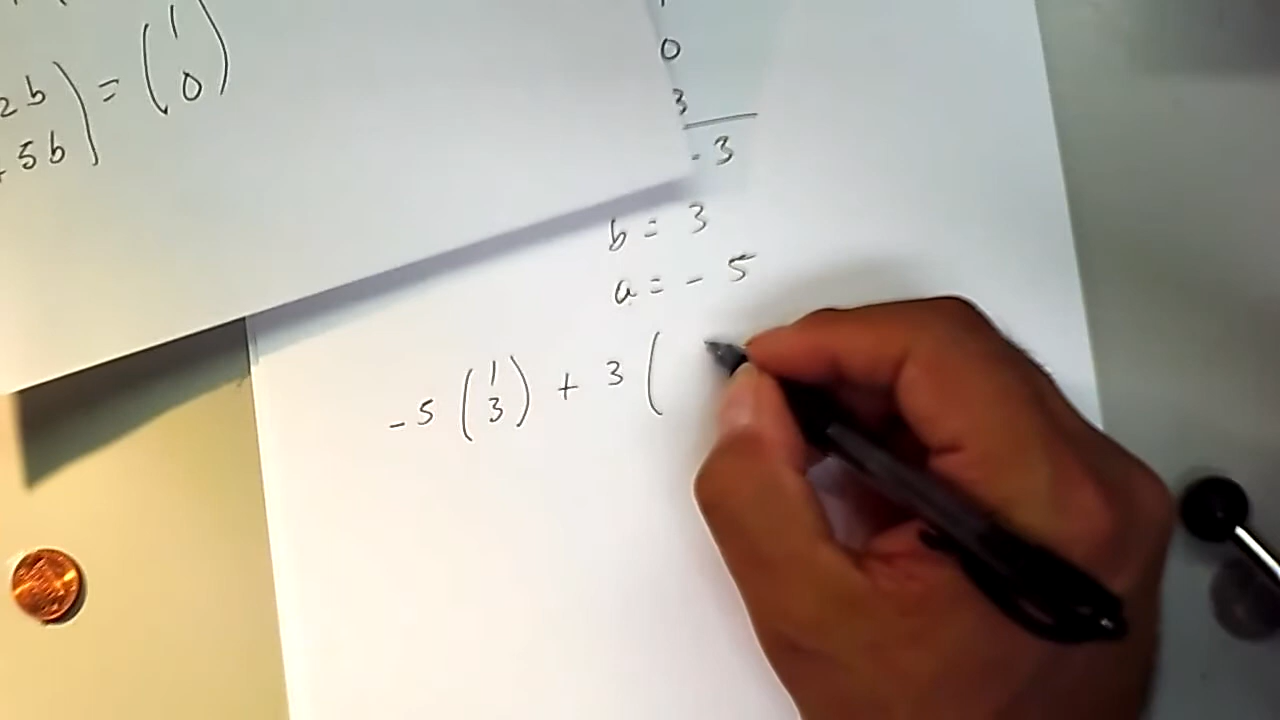 2b = ( 1
+5b 0 )
0
3
-3
b = 3
a = - 5
-5 ( 1 3 ) + 3 (